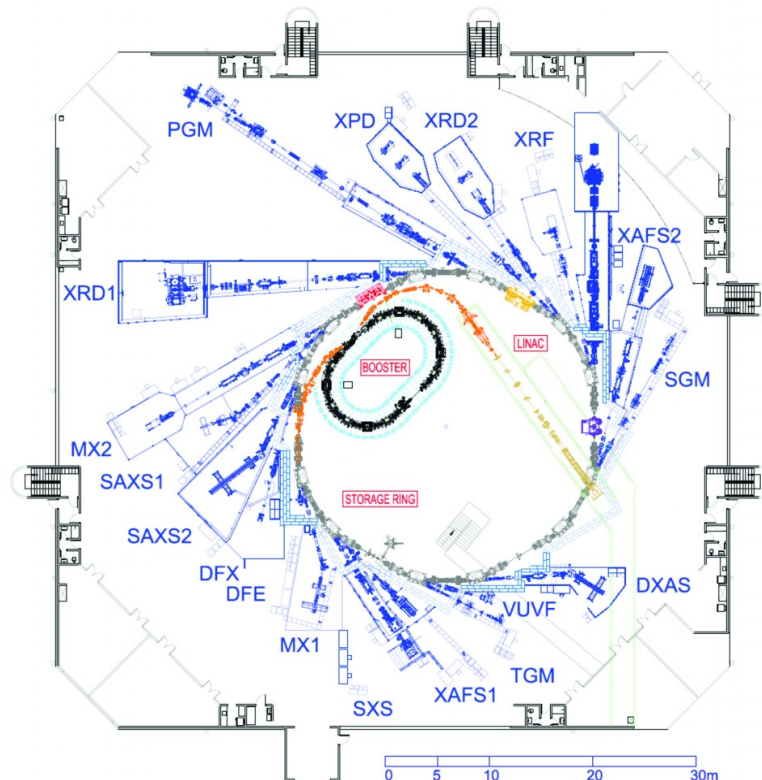 XPD
XRD2
PGM
XRF
XAFS2
XRD1
LINAC
BOOSTER
SGM
MX2
SAXS1
STORAGE RING
SAXS2
DFX
DFE
DXAS
VUVF
MX1
TGM
XAFS1
SXS
0 5 10 20 30m